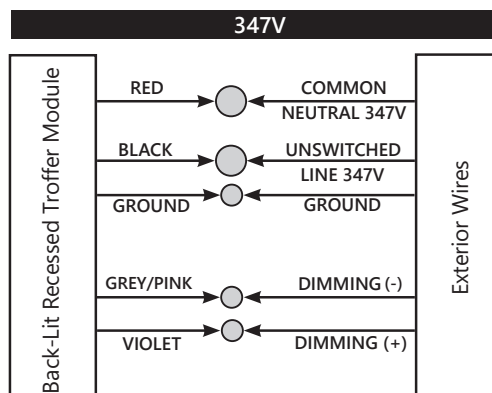 347V
Back-Lit Recessed Troffer Module
RED
COMMON
NEUTRAL 347V
BLACK
UNSWITCHED
LINE 347V
GROUND
GROUND
GREY/PINK
DIMMING (-)
VIOLET
DIMMING (+)
Exterior Wires